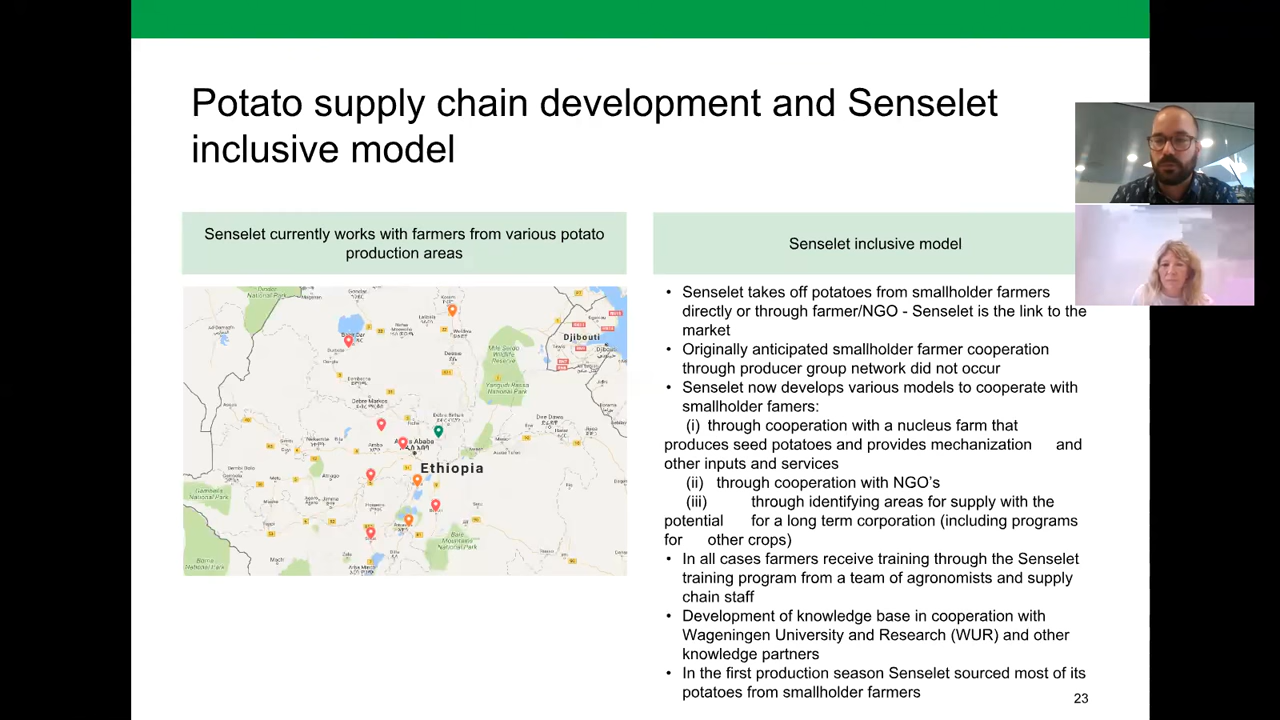 Potato supply chain development and Senselet
inclusive model
Senselet currently works with farmers from various potato
production areas
Djibouti
Ethiopia
Senselet inclusive model
• Senselet takes off potatoes from smallholder farmers
directly or through farmer/NGO - Senselet is the link to the
market
• Originally anticipated smallholder farmer cooperation
through producer group network did not occur
• Senselet now develops various models to cooperate with
smallholder famers:
(i) through cooperation with a nucleus farm that
produces seed potatoes and provides mechanization and
other inputs and services
(ii) through cooperation with NGO's
(iii) through identifying areas for supply with the
potential for a long term corporation (including programs
for other crops)
• In all cases farmers receive training through the Senselet
training program from a team of agronomists and supply
chain staff
• Development of knowledge base in cooperation with
Wageningen University and Research (WUR) and other
knowledge partners
• In the first production season Senselet sourced most of its
potatoes from smallholder farmers
23